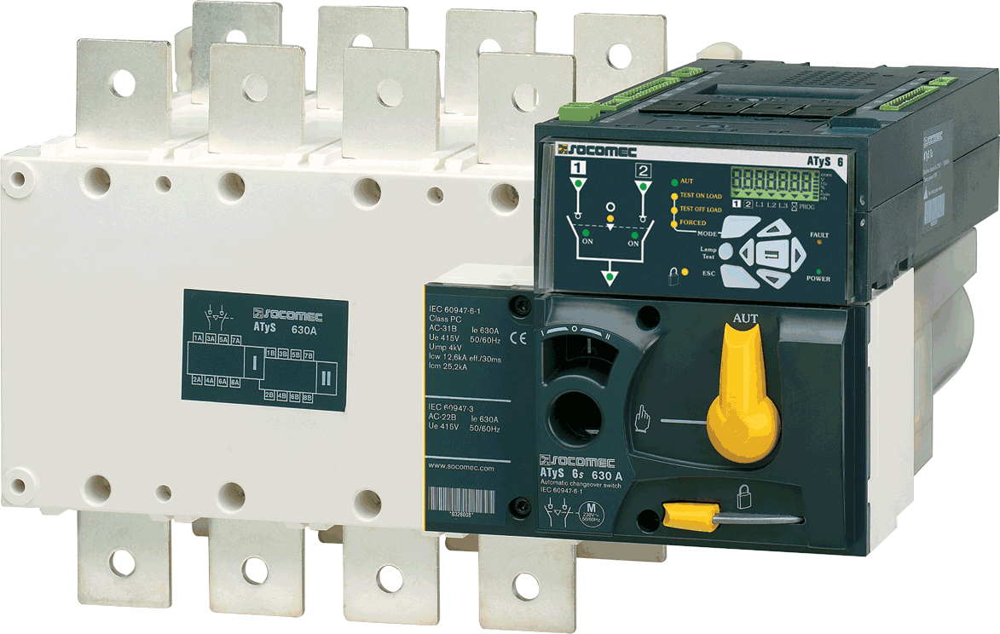 SOCOMEC
ATyS 6
1
2
AUT
TEST ON LOAD
TEST OFF LOAD
FORCED
MODE
1 2 L1 L2 L3 PROG
O
ON
ON
Lamp
Test
ESC
FAULT
POWER
SOCOMEC
ATyS 630A
1A 3A 5A 7A
1B 3B 5B 7B
I
II
2A 4A 6A 8A
2B 4B 6B 8B
IEC 60947-6-1
Class PC
AC-31B Ie 630A
Ue 415V 50/60Hz
Uimp 4kV
Icw 12,6kA eff./30ms
Icm 25,2kA
CE
IEC 60947-3
AC-22B Ie 630A
Ue 415V 50/60Hz
www.socomec.com
I O II
I
AUT
SOCOMEC
ATyS 6s 630 A
Automatic changeover switch
IEC 60947-6-1
M
230V~
50/60Hz